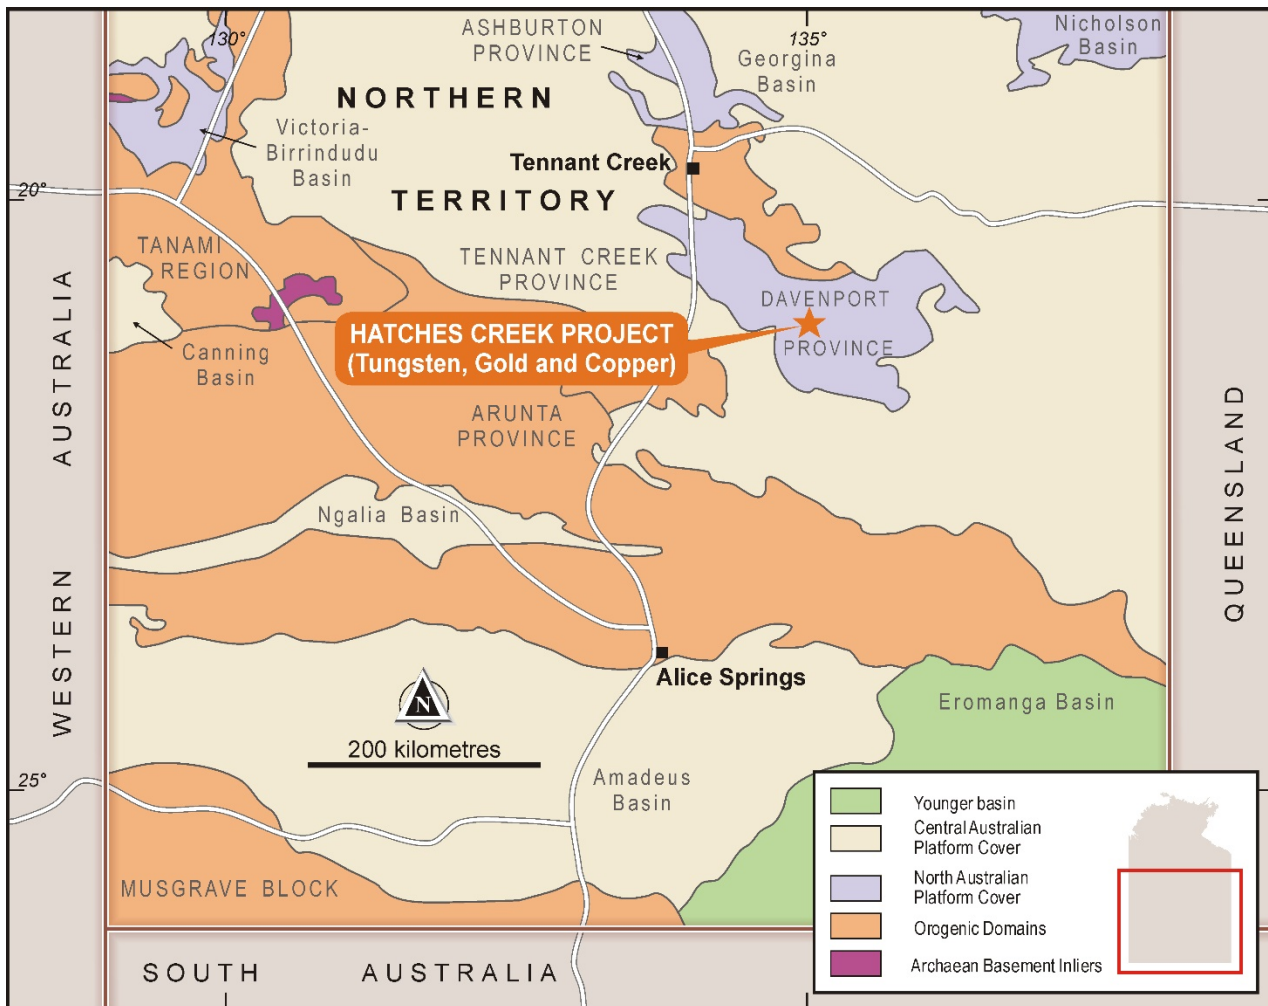 130°
ASHBURTON
PROVINCE
135°
Georgina
Basin
Nicholson
Basin
NORTHERN
Victoria-
Birrindudu
Basin
Tennant Creek
20°
TERRITORY
TANAMI
REGION
TENNANT CREEK
PROVINCE
DAVENPORT
PROVINCE
HATCHES CREEK PROJECT
(Tungsten, Gold and Copper)
Canning
Basin
ARUNTA
PROVINCE
WESTERN AUSTRALIA
QUEENSLAND
Ngalia Basin
Alice Springs
N
200 kilometres
Eromanga Basin
25°
Amadeus
Basin
MUSGRAVE BLOCK
SOUTH AUSTRALIA
Younger basin
Central Australian
Platform Cover
North Australian
Platform Cover
Orogenic Domains
Archaean Basement Inliers